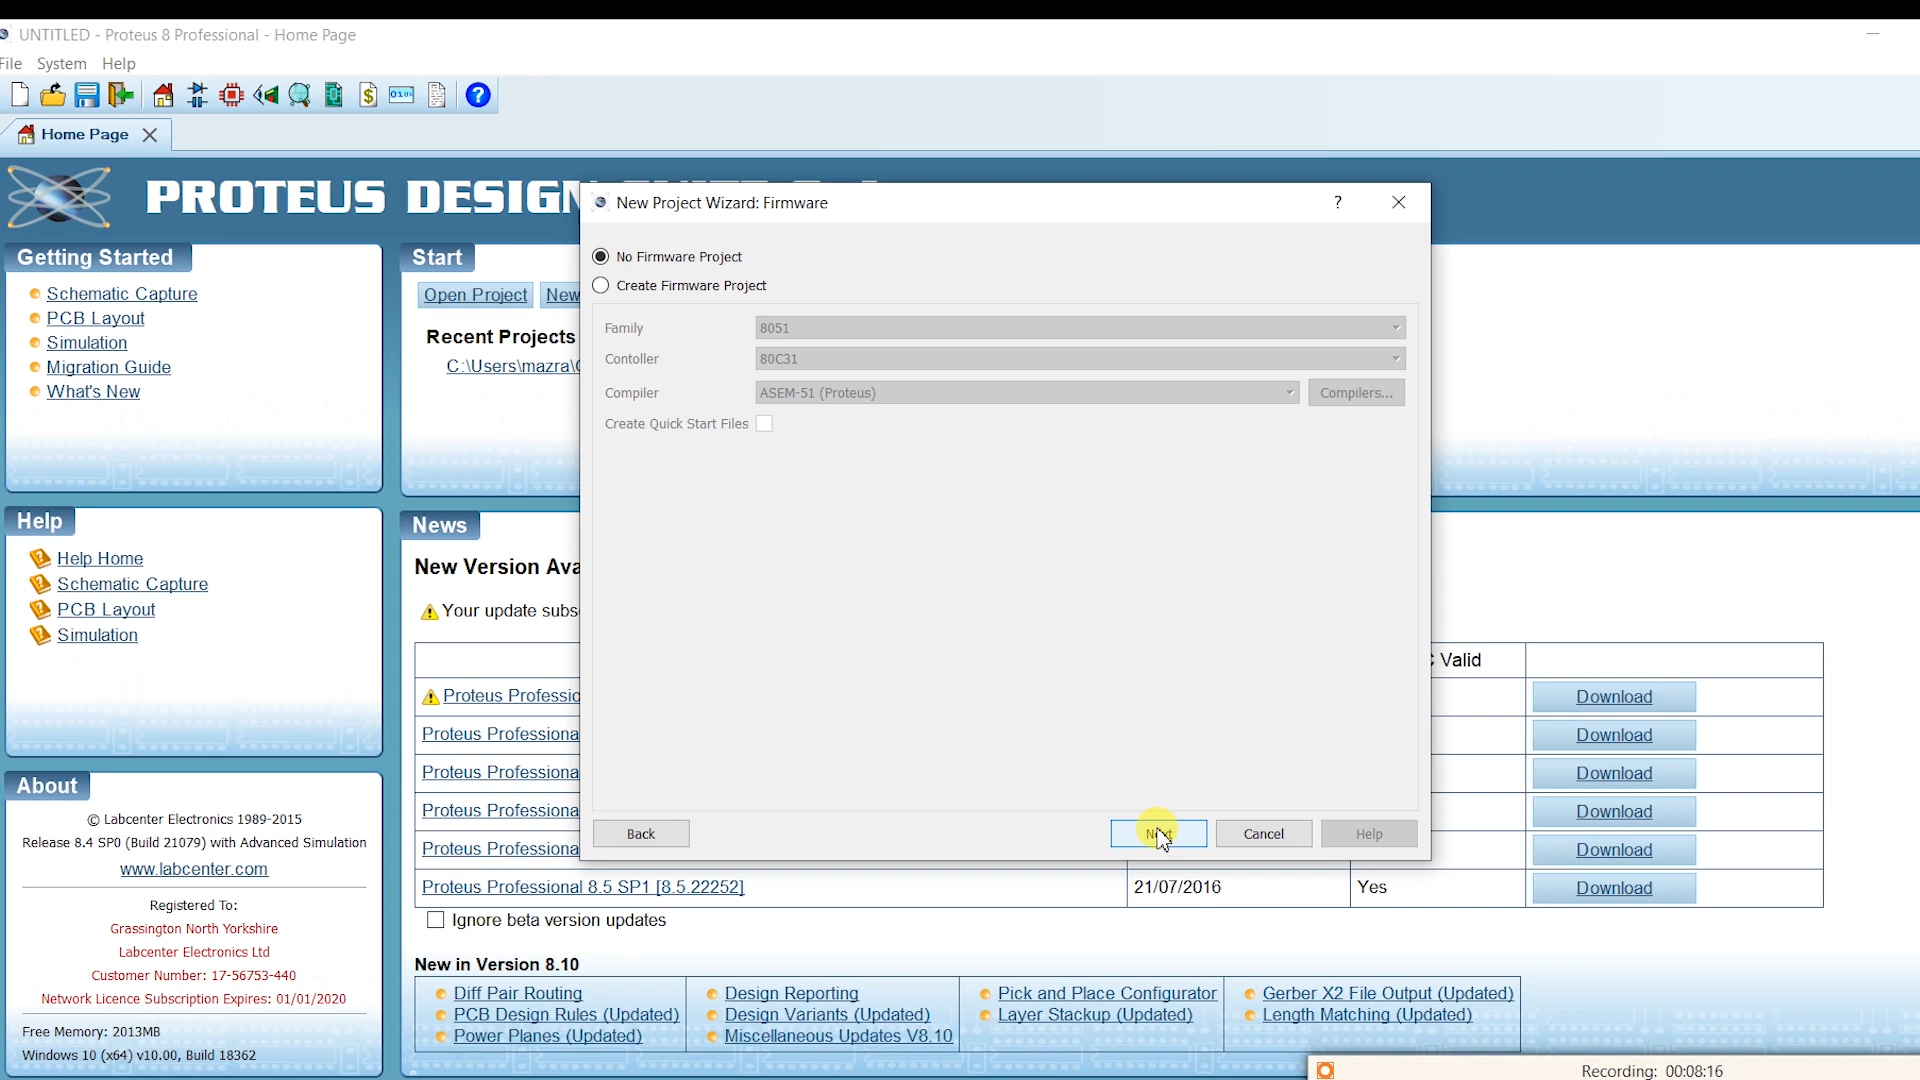 UNTITLED - Proteus 8 Professional - Home Page
File System Help
Home Page
PROTEUS DESIGN
New Project Wizard: Firmware
?
Getting Started
Schematic Capture
PCB Layout
Simulation
Migration Guide
What's New
Start
Open Project New
Recent Projects
C:\Users\mazra\
No Firmware Project
Create Firmware Project
Family 8051
Contoller 80C31
Compiler ASEM-51 (Proteus) Compilers...
Create Quick Start Files
Back Next Cancel Help
Help
Help Home
Schematic Capture
PCB Layout
Simulation
News
New Version
Your update
Valid
Proteus Download
Proteus Download
Proteus Download
Proteus Download
Proteus Download
Proteus Professional 8.5 SP1 [8.5.22252] 21/07/2016 Yes Download
Ignore beta version updates
About
© Labcenter Electronics 1989-2015
Release 8.4 SP0 (Build 21079) with Advanced Simulation
www.labcenter.com
Registered To:
Grassington North Yorkshire
Labcenter Electronics Ltd
Customer Number: 17-56753-440
Network Licence Subscription Expires: 01/01/2020
Free Memory: 2013MB
Windows 10 (x64) v10.00, Build 18362
New in Version 8.10
Diff Pair Routing Design Reporting Pick and Place Configurator Gerber X2 File Output (Updated)
PCB Design Rules (Updated) Design Variants (Updated) Layer Stackup (Updated) Length Matching (Updated)
Power Planes (Updated) Miscellaneous Updates V8.10
Recording: 00:08:16